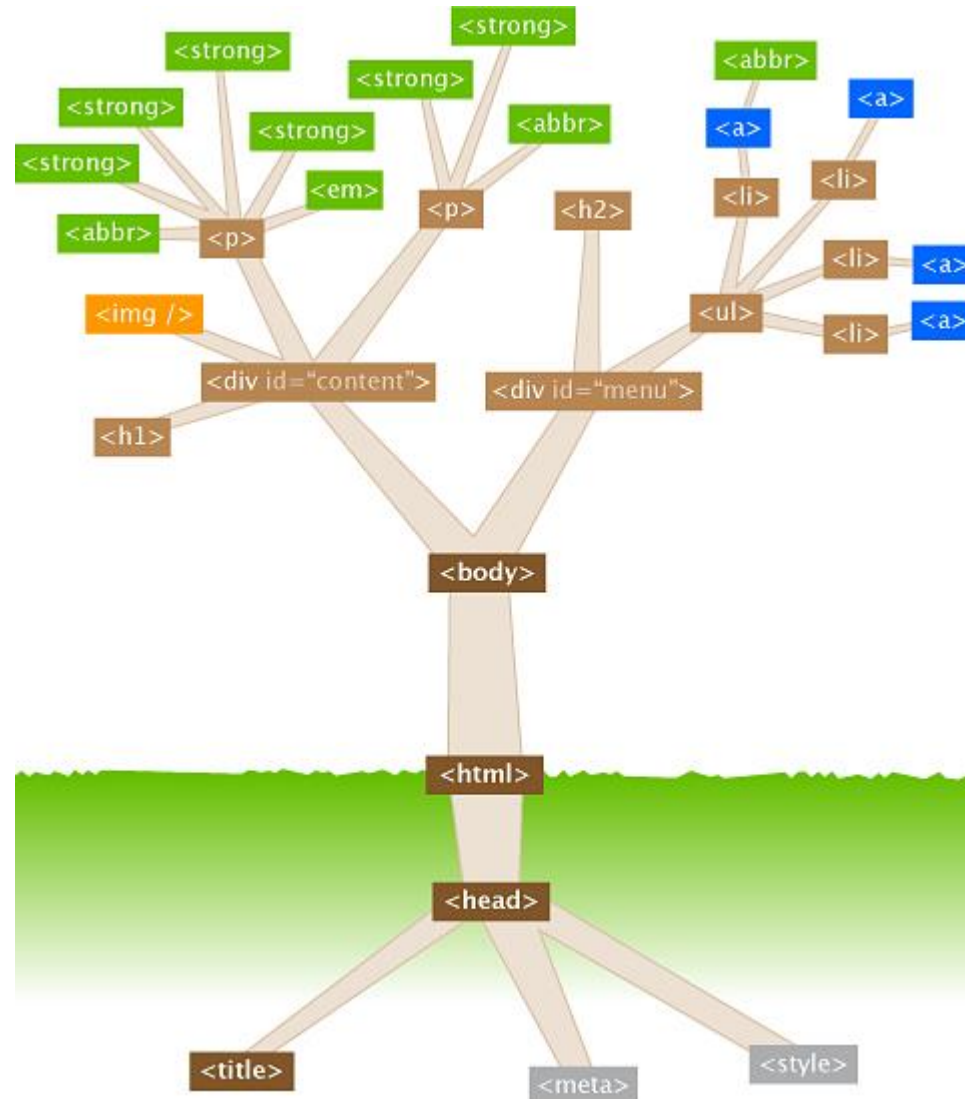 <strong>
<strong>
<abbr>
<strong>
<strong>
<a>
<strong>
<strong>
<abbr>
<a>
<strong>
<em>
<li>
<li>
<abbr>
<p>
<p>
<h2>
<li>
<a>
<img />
<ul>
<li>
<a>
<div id=“content”>
<div id=“menu”>
<h1>
<body>
<html>
<head>
<title>
<meta>
<style>